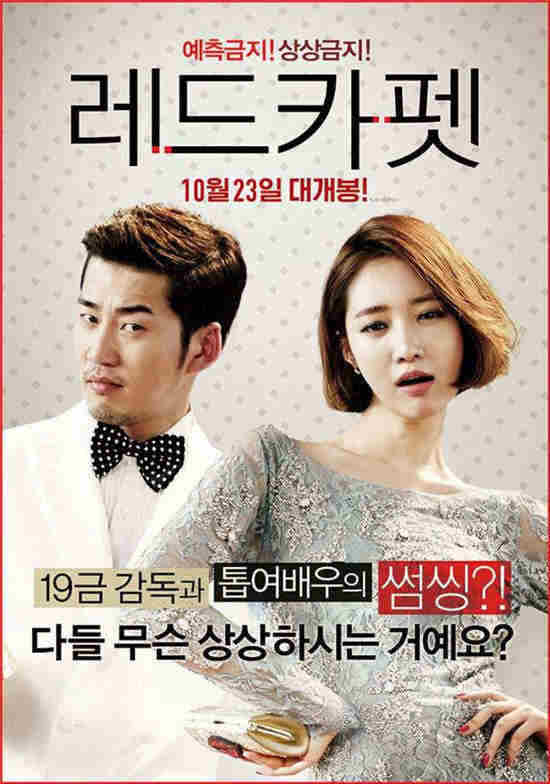 예측금지! 상상금지!
레드카펫
10월 23일 대개봉!
19금 감독과 톱여배우의 썸씽?!
다들 무슨 상상하시는 거예요?